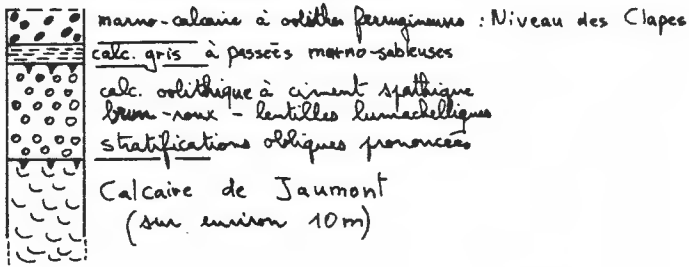 marno-calcaire à oolithes ferrugineuses : Niveau des Clapes
calc. gris à passées marno-sableuses
calc. oolithique à ciment spathique
brun-roux - lentilles lumachelliques
stratifications obliques prononcées
Calcaire de Jaumont
(sur environ 10 m)